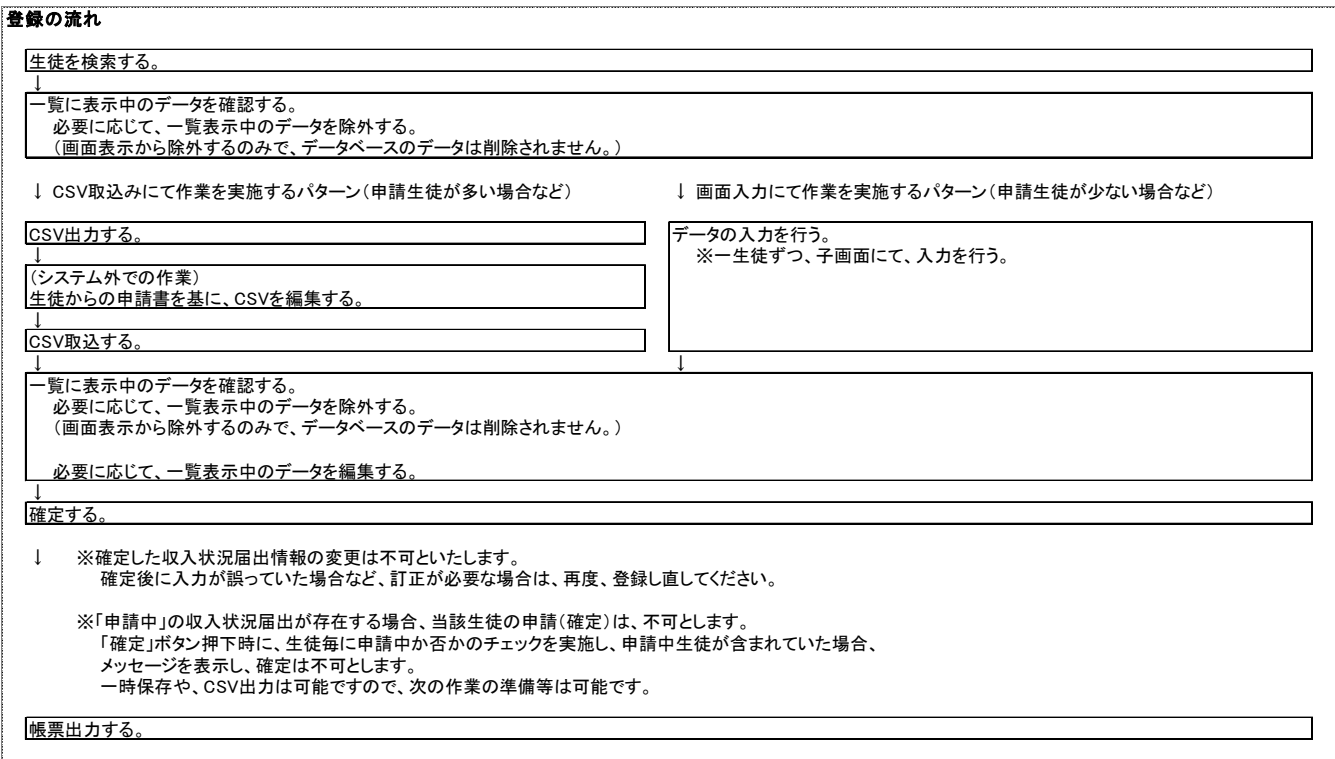 登録の流れ
生徒を検索する。
↓
一覧に表示中のデータを確認する。
必要に応じて、一覧表示中のデータを除外する。
（画面表示から除外するのみで、データベースのデータは削除されません。）
↓ CSV取込みにて作業を実施するパターン（申請生徒が多い場合など）
↓ 画面入力にて作業を実施するパターン（申請生徒が少ない場合など）
CSV出力する。
↓
（システム外での作業）
生徒からの申請書を基に、CSVを編集する。
↓
CSV取込する。
↓
データの入力を行う。
※一生徒ずつ、子画面にて、入力を行う。
↓
一覧に表示中のデータを確認する。
必要に応じて、一覧表示中のデータを除外する。
（画面表示から除外するのみで、データベースのデータは削除されません。）
必要に応じて、一覧表示中のデータを編集する。
↓
確定する。
↓ ※確定した収入状況届出情報の変更は不可といたします。
確定後に入力が誤っていた場合など、訂正が必要な場合は、再度、登録し直してください。
※「申請中」の収入状況届出が存在する場合、当該生徒の申請（確定）は、不可とします。
「確定」ボタン押下時に、生徒毎に申請中か否かのチェックを実施し、申請中生徒が含まれていた場合、
メッセージを表示し、確定は不可とします。
一時保存や、CSV出力は可能ですので、次の作業の準備等は可能です。
帳票出力する。